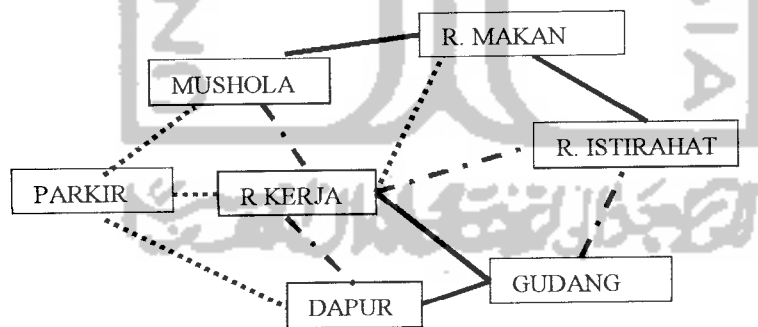 R. MAKAN
MUSHOLA
R. ISTIRAHAT
PARKIR
R KERJA
GUDANG
DAPUR